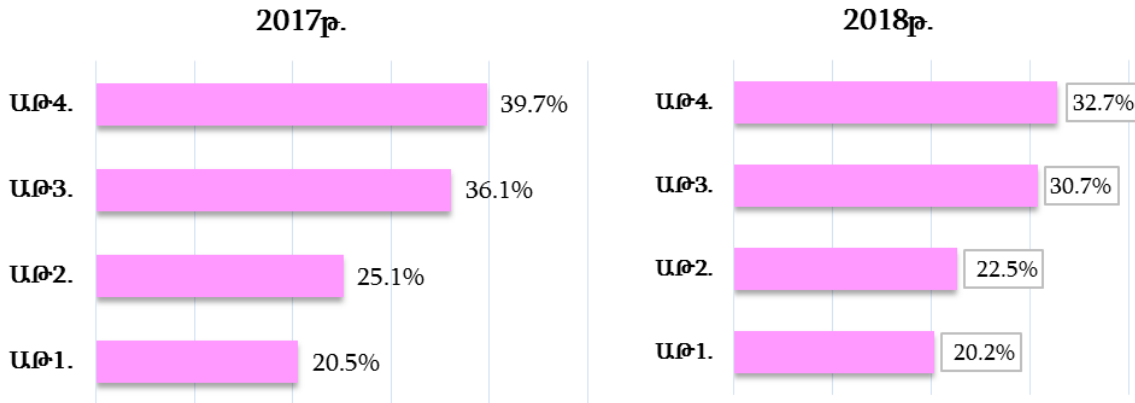 2017թ.
ԱԹ4. 39.7%
ԱԹ3. 36.1%
ԱԹ2. 25.1%
ԱԹ1. 20.5%
2018թ.
ԱԹ4. 32.7%
ԱԹ3. 30.7%
ԱԹ2. 22.5%
ԱԹ1. 20.2%